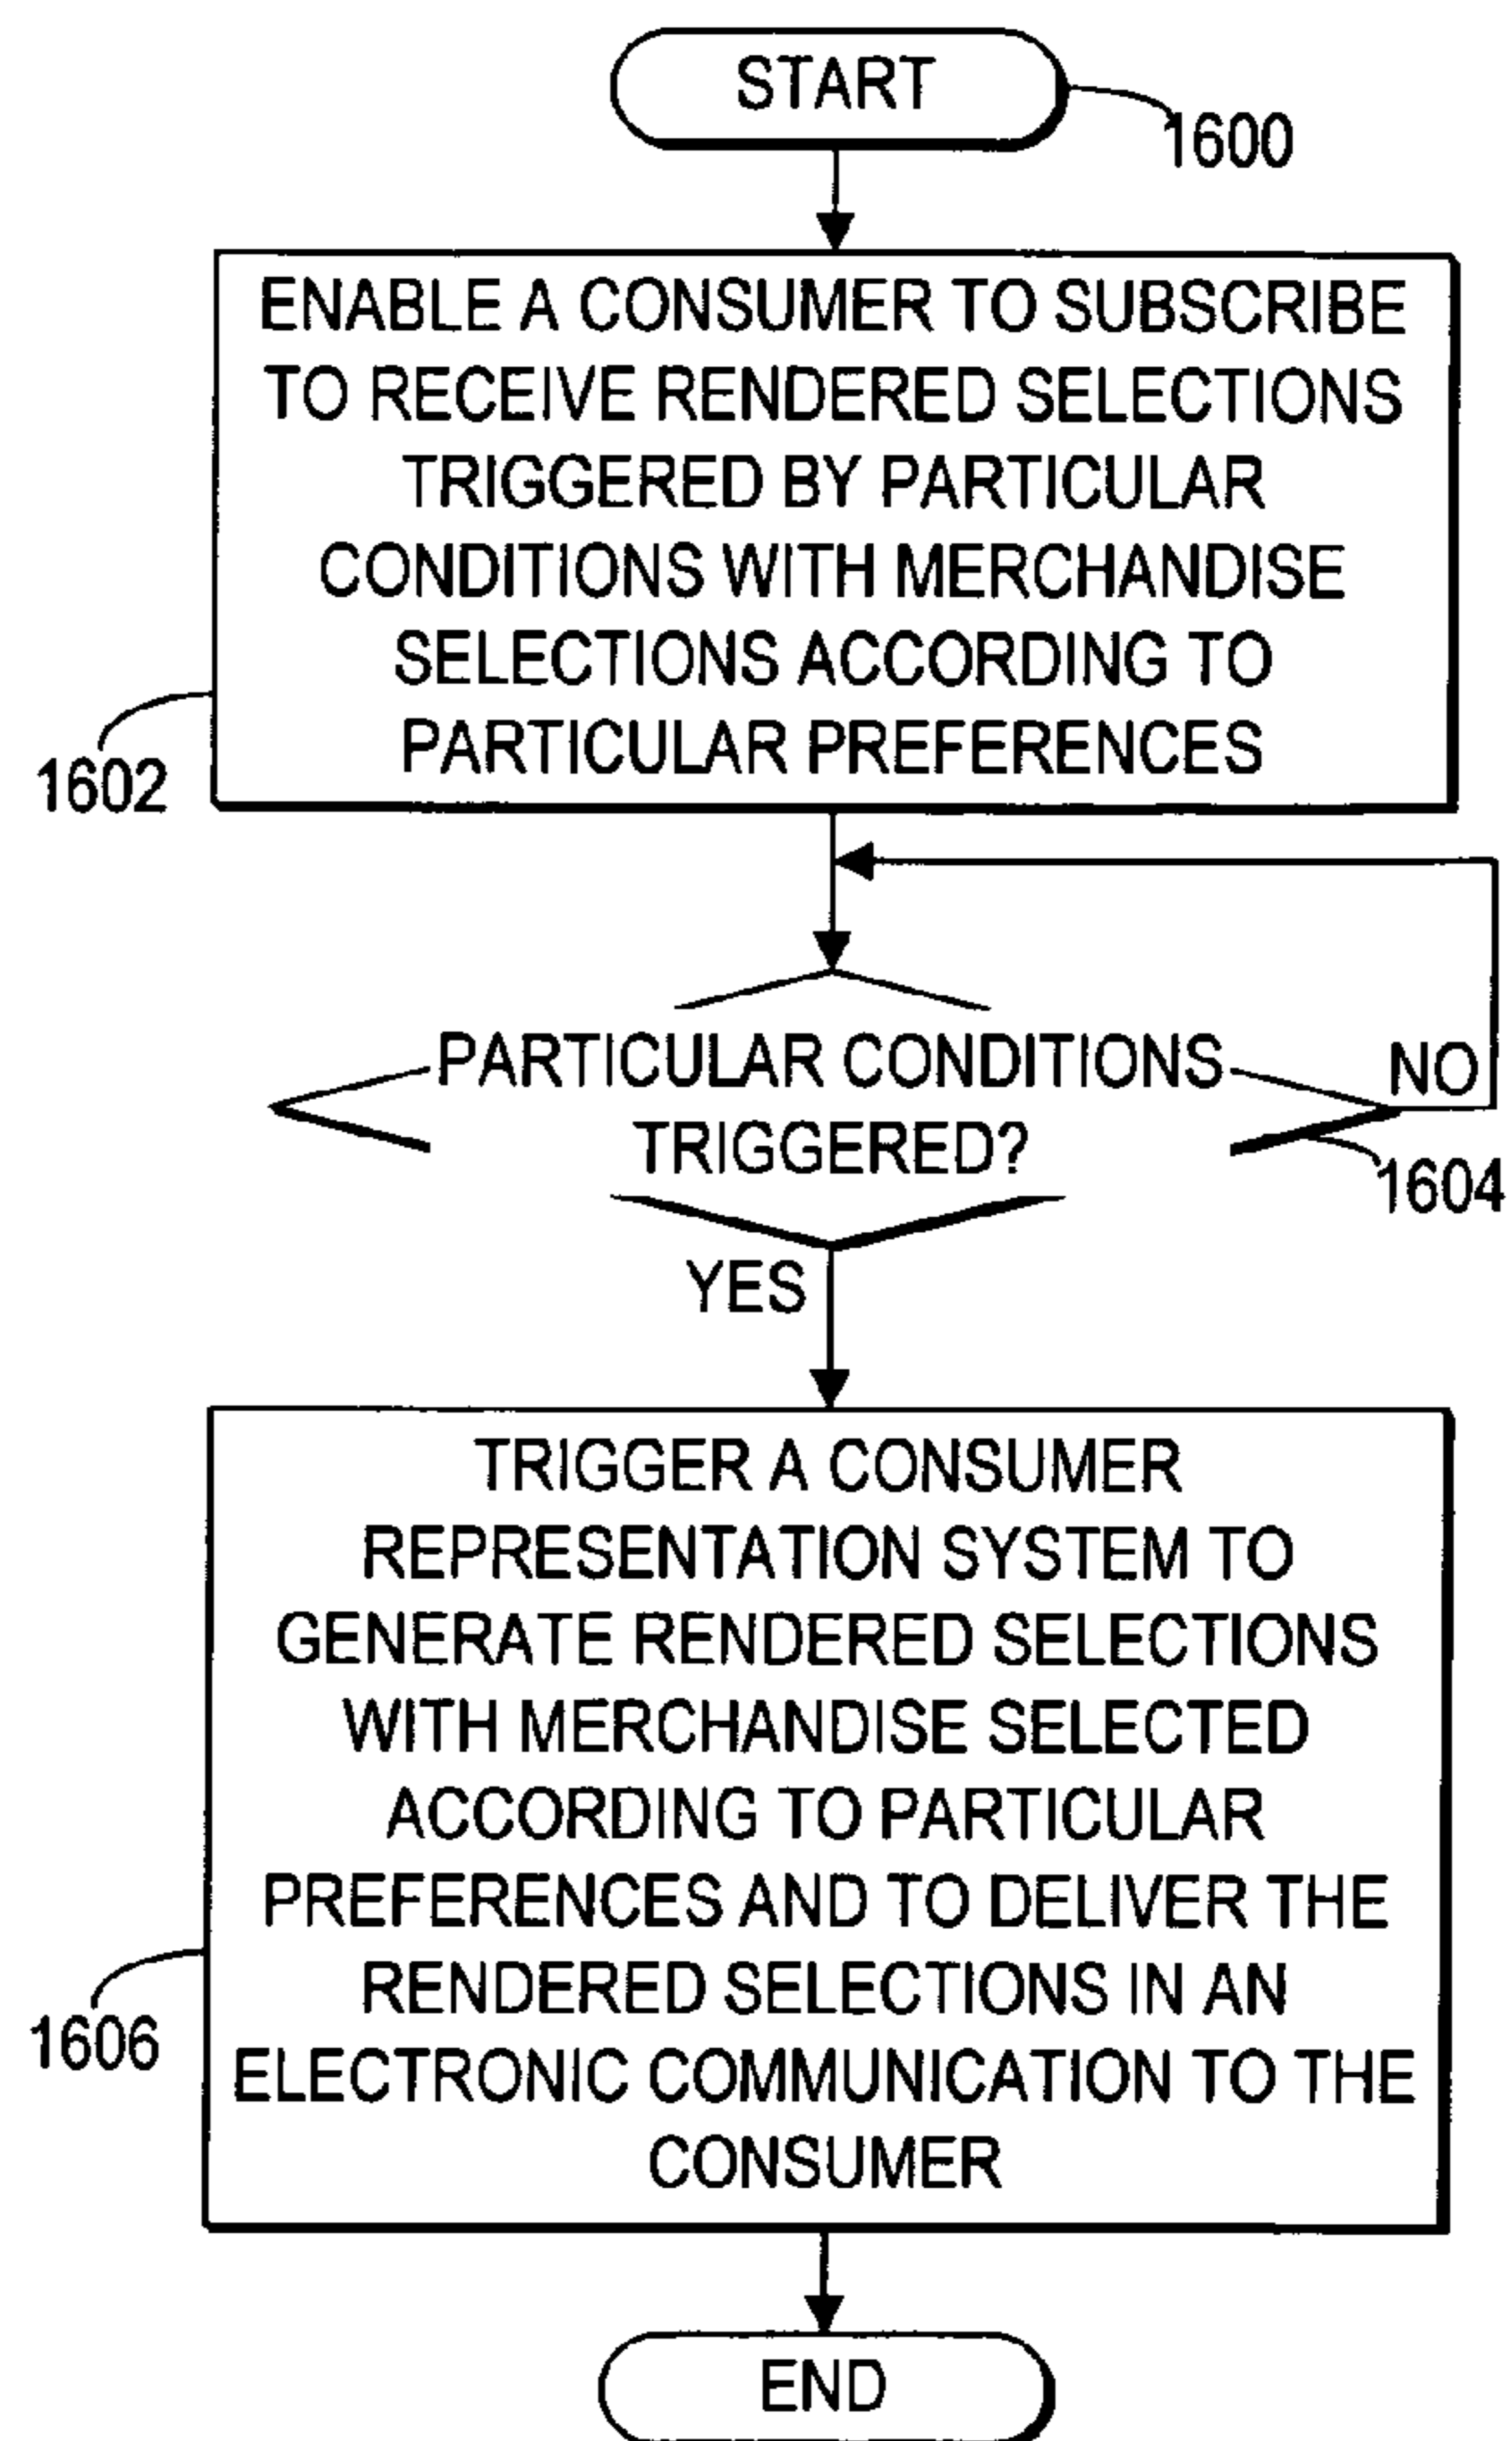 START
1600
ENABLE A CONSUMER TO SUBSCRIBE
TO RECEIVE RENDERED SELECTIONS
TRIGGERED BY PARTICULAR
CONDITIONS WITH MERCHANDISE
SELECTIONS ACCORDING TO
PARTICULAR PREFERENCES
1602
PARTICULAR CONDITIONS
TRIGGERED?
NO
1604
YES
TRIGGER A CONSUMER
REPRESENTATION SYSTEM TO
GENERATE RENDERED SELECTIONS
WITH MERCHANDISE SELECTED
ACCORDING TO PARTICULAR
PREFERENCES AND TO DELIVER THE
RENDERED SELECTIONS IN AN
ELECTRONIC COMMUNICATION TO THE
CONSUMER
1606
END